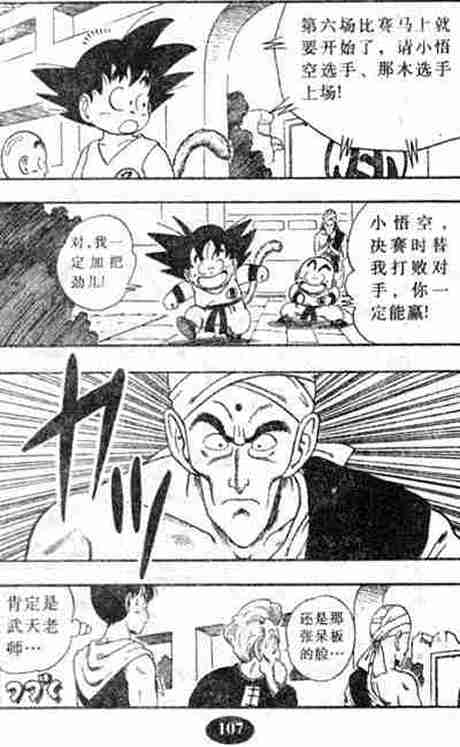 第六场比赛马上就
要开始了，请小悟
空选手、那木选手
上场!
对,我一
定加把
劲儿!
小悟空，
决赛时替
我打败对
手，你一
定能赢!
ガッ
肯定是
武天老
师…
还是那
张呆板
的脸…
つづく
107